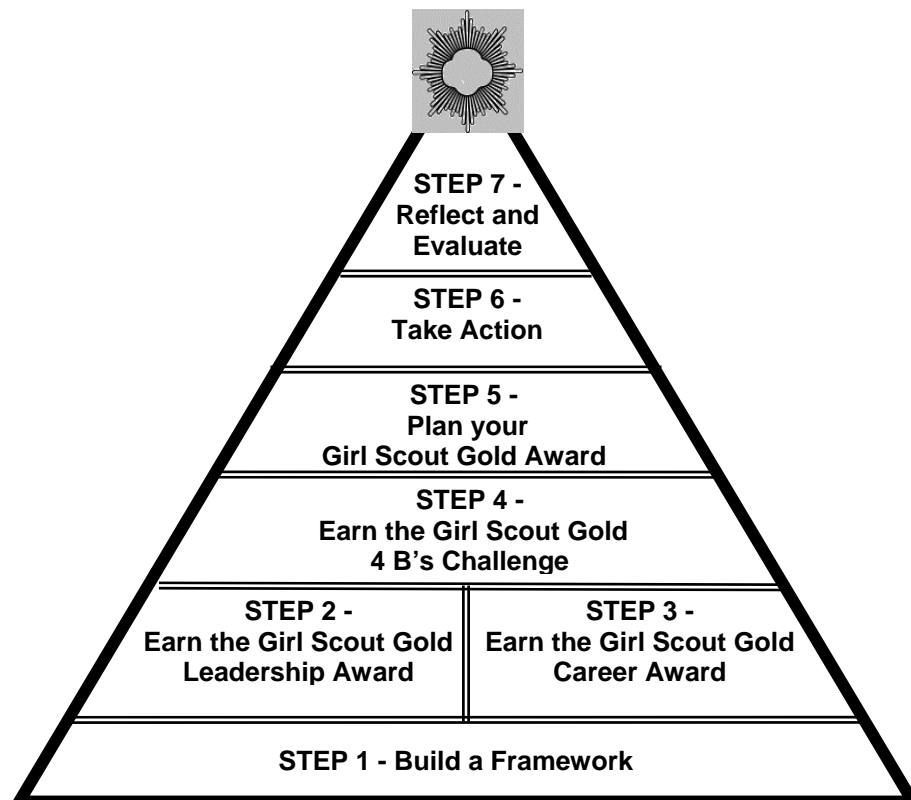 STEP 7 -
Reflect and
Evaluate
STEP 6 -
Take Action
STEP 5 -
Plan your
Girl Scout Gold Award
STEP 4 -
Earn the Girl Scout Gold
4 B’s Challenge
STEP 2 -
Earn the Girl Scout Gold
Leadership Award
STEP 3 -
Earn the Girl Scout Gold
Career Award
STEP 1 - Build a Framework